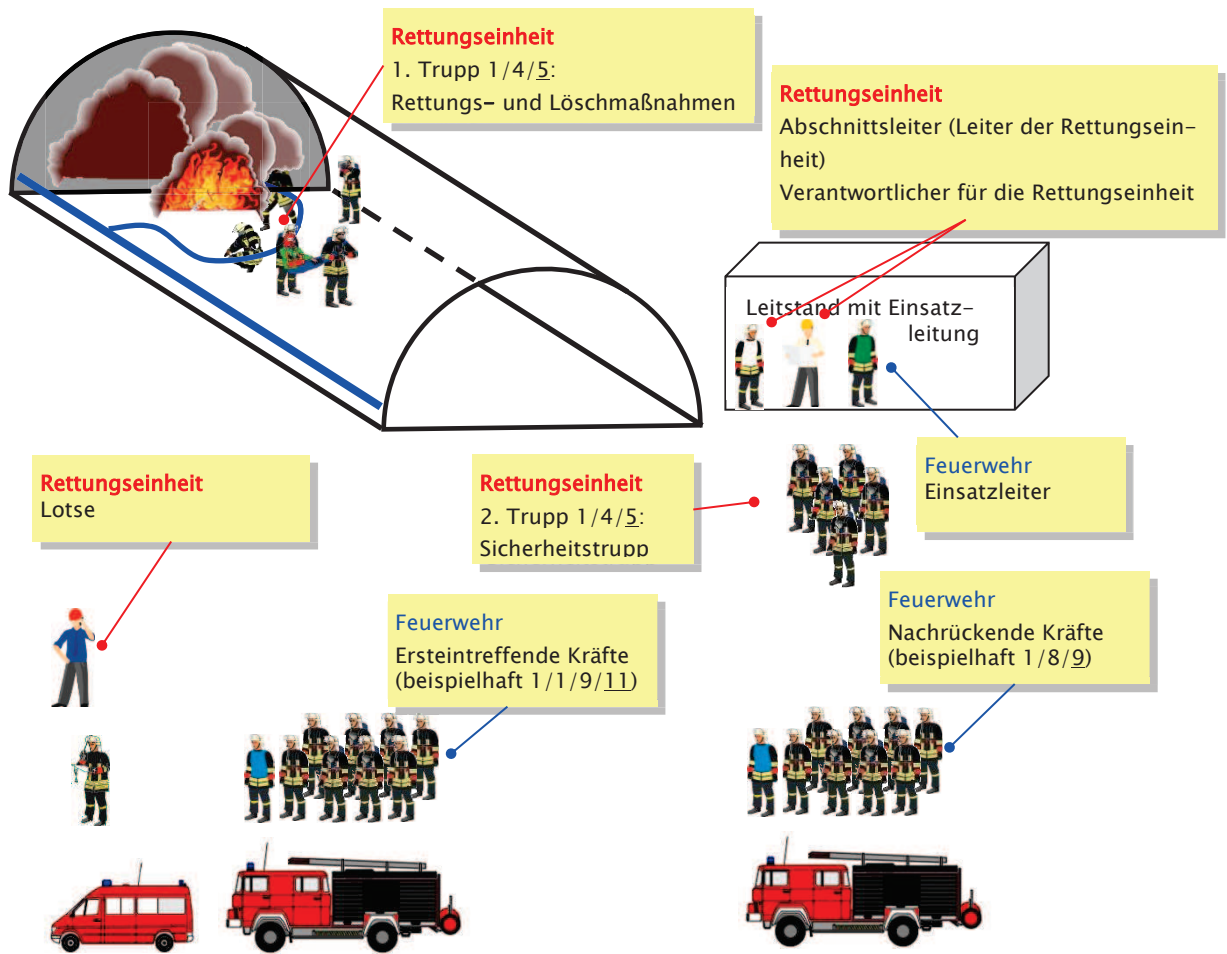 Rettungseinheit
1. Trupp 1/4/5:
Rettungs- und Löschmaßnahmen
Rettungseinheit
Abschnittsleiter (Leiter der Rettungsein-
heit)
Verantwortlicher für die Rettungseinheit
Leitstand mit Einsatz-
leitung
Rettungseinheit
Lotse
Rettungseinheit
2. Trupp 1/4/5:
Sicherheitstrupp
Feuerwehr
Einsatzleiter
Feuerwehr
Ersteintreffende Kräfte
(beispielhaft 1/1/9/11)
Feuerwehr
Nachrückende Kräfte
(beispielhaft 1/8/9)